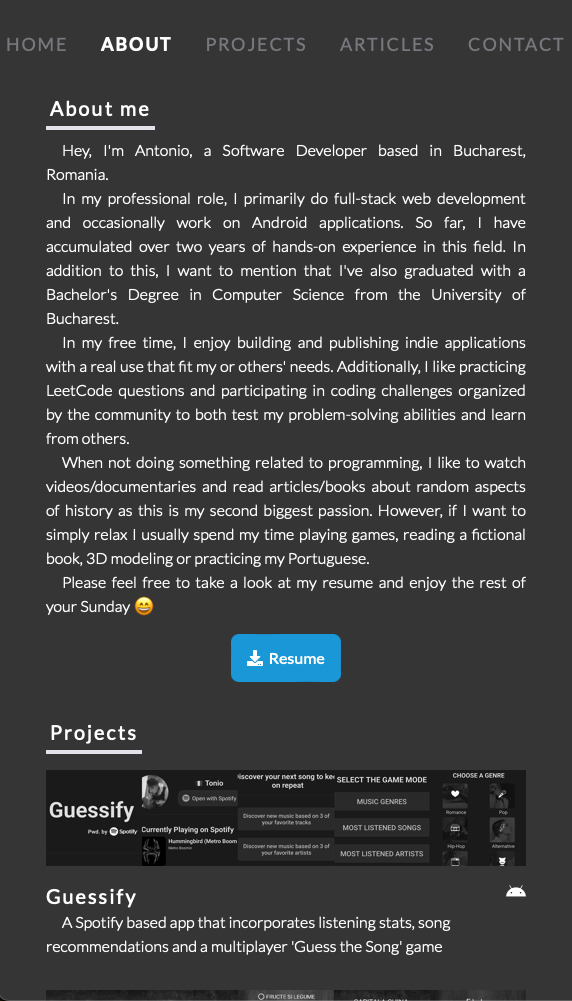 HOME ABOUT PROJECTS ARTICLES CONTACT
About me
Hey, I'm Antonio, a Software Developer based in Bucharest,
Romania.
In my professional role, I primarily do full-stack web development
and occasionally work on Android applications. So far, I have
accumulated over two years of hands-on experience in this field. In
addition to this, I want to mention that I've also graduated with a
Bachelor's Degree in Computer Science from the University of
Bucharest.
In my free time, I enjoy building and publishing indie applications
with a real use that fit my or others' needs. Additionally, I like practicing
LeetCode questions and participating in coding challenges organized
by the community to both test my problem-solving abilities and learn
from others.
When not doing something related to programming, I like to watch
videos/documentaries and read articles/books about random aspects
of history as this is my second biggest passion. However, if I want to
simply relax I usually spend my time playing games, reading a fictional
book, 3D modeling or practicing my Portuguese.
Please feel free to take a look at my resume and enjoy the rest of
your Sunday 😄
Resume
Projects
Guessify
Pwd. by Spotify
Tonio
Open with Spotify
Currently Playing on Spotify
Hummingbird (Metro Boom
Metro Boomin
iscover your next song to kee
on repeat
Discover new music based on 3 of
your favorite tracks
Discover new music based on 3 of
your favorite artists
SELECT THE GAME MODE
MUSIC GENRES
MOST LISTENED SONGS
MOST LISTENED ARTISTS
CHOOSE A GENRE
Romance Pop
Hip-Hop Alternative
Guessify
A Spotify based app that incorporates listening stats, song
recommendations and a multiplayer 'Guess the Song' game
FRUCTE SI LEGUME